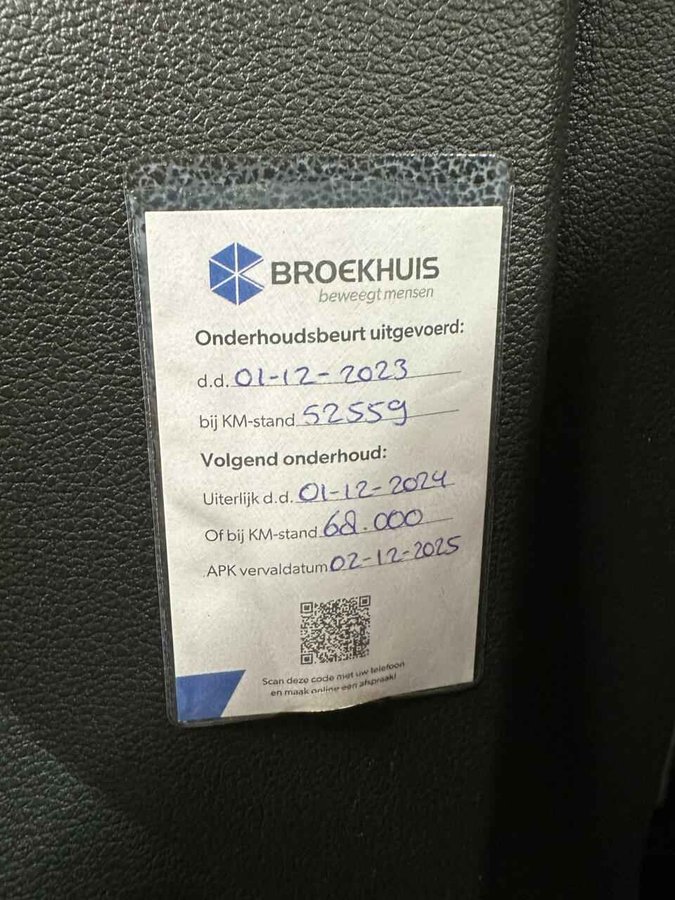 BROEKHUIS
beweegt mensen
Onderhoudsbeurt uitgevoerd:
d.d. 01-12-2023
bij KM-stand 52559
Volgend onderhoud:
Uiterlijk d.d. 01-12-2024
Of bij KM-stand 68.000
APK vervaldatum 02-12-2025
Scan deze code met uw telefoon
en maak online een afspraak!